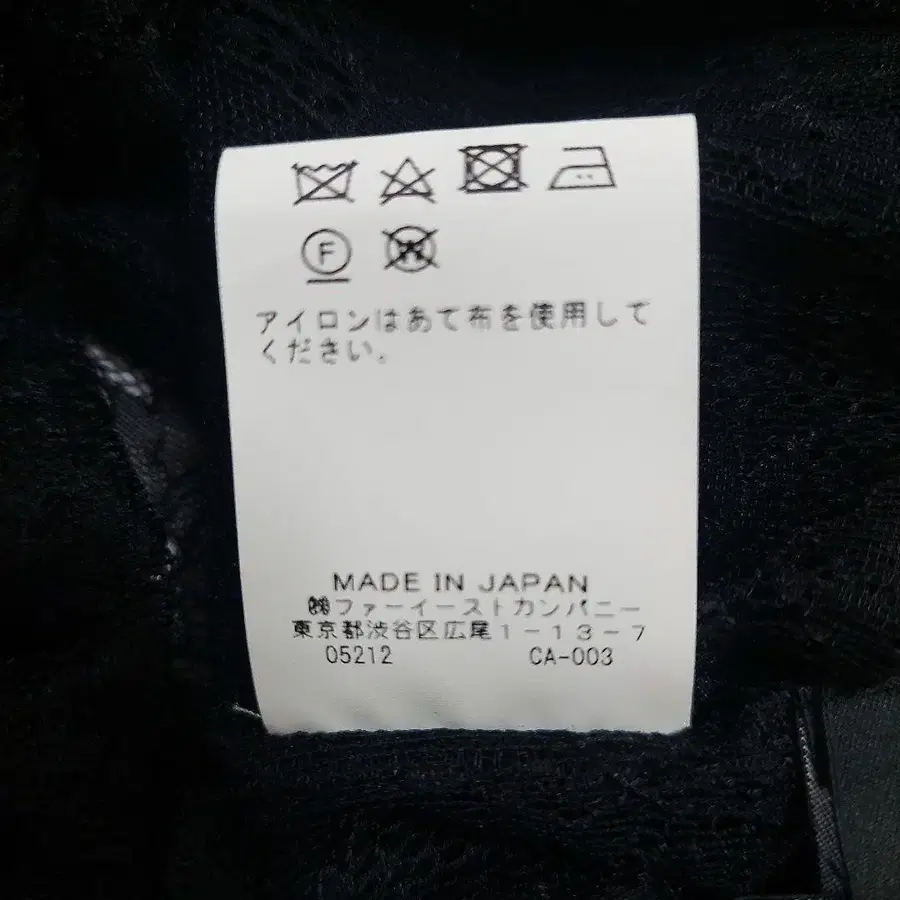 F
W
アイロンはあて布を使用して
ください。
MADE IN JAPAN
㈱ファーイーストカンパニー
東京都渋谷区広尾1-13-7
05212 CA-003